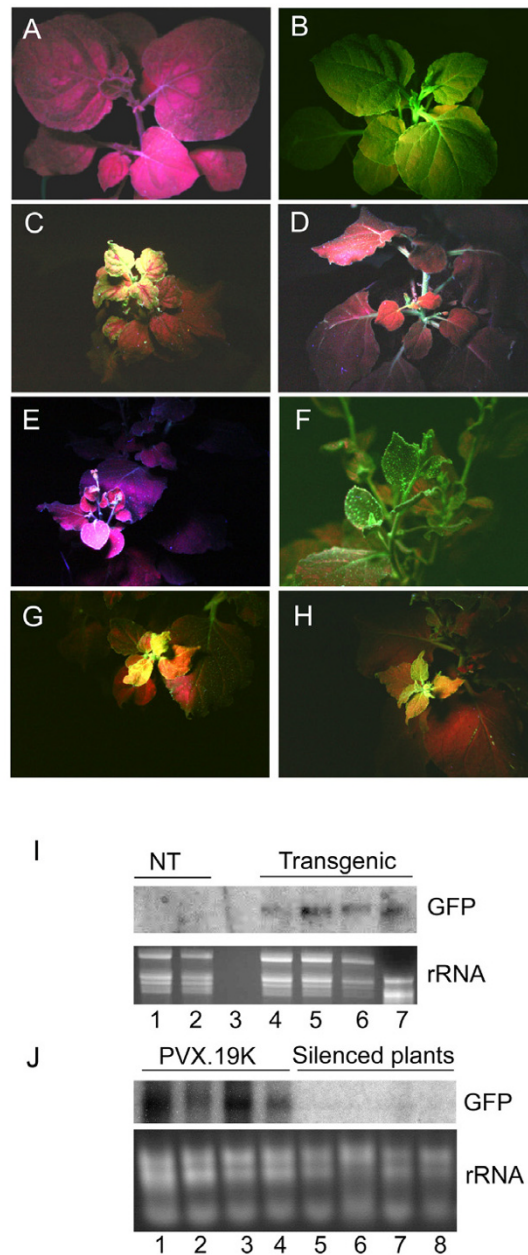 A
B
C
D
E
F
G
H
I
NT Transgenic
GFP
rRNA
1 2 3 4 5 6 7
J
PVX.19K Silenced plants
GFP
rRNA
1 2 3 4 5 6 7 8